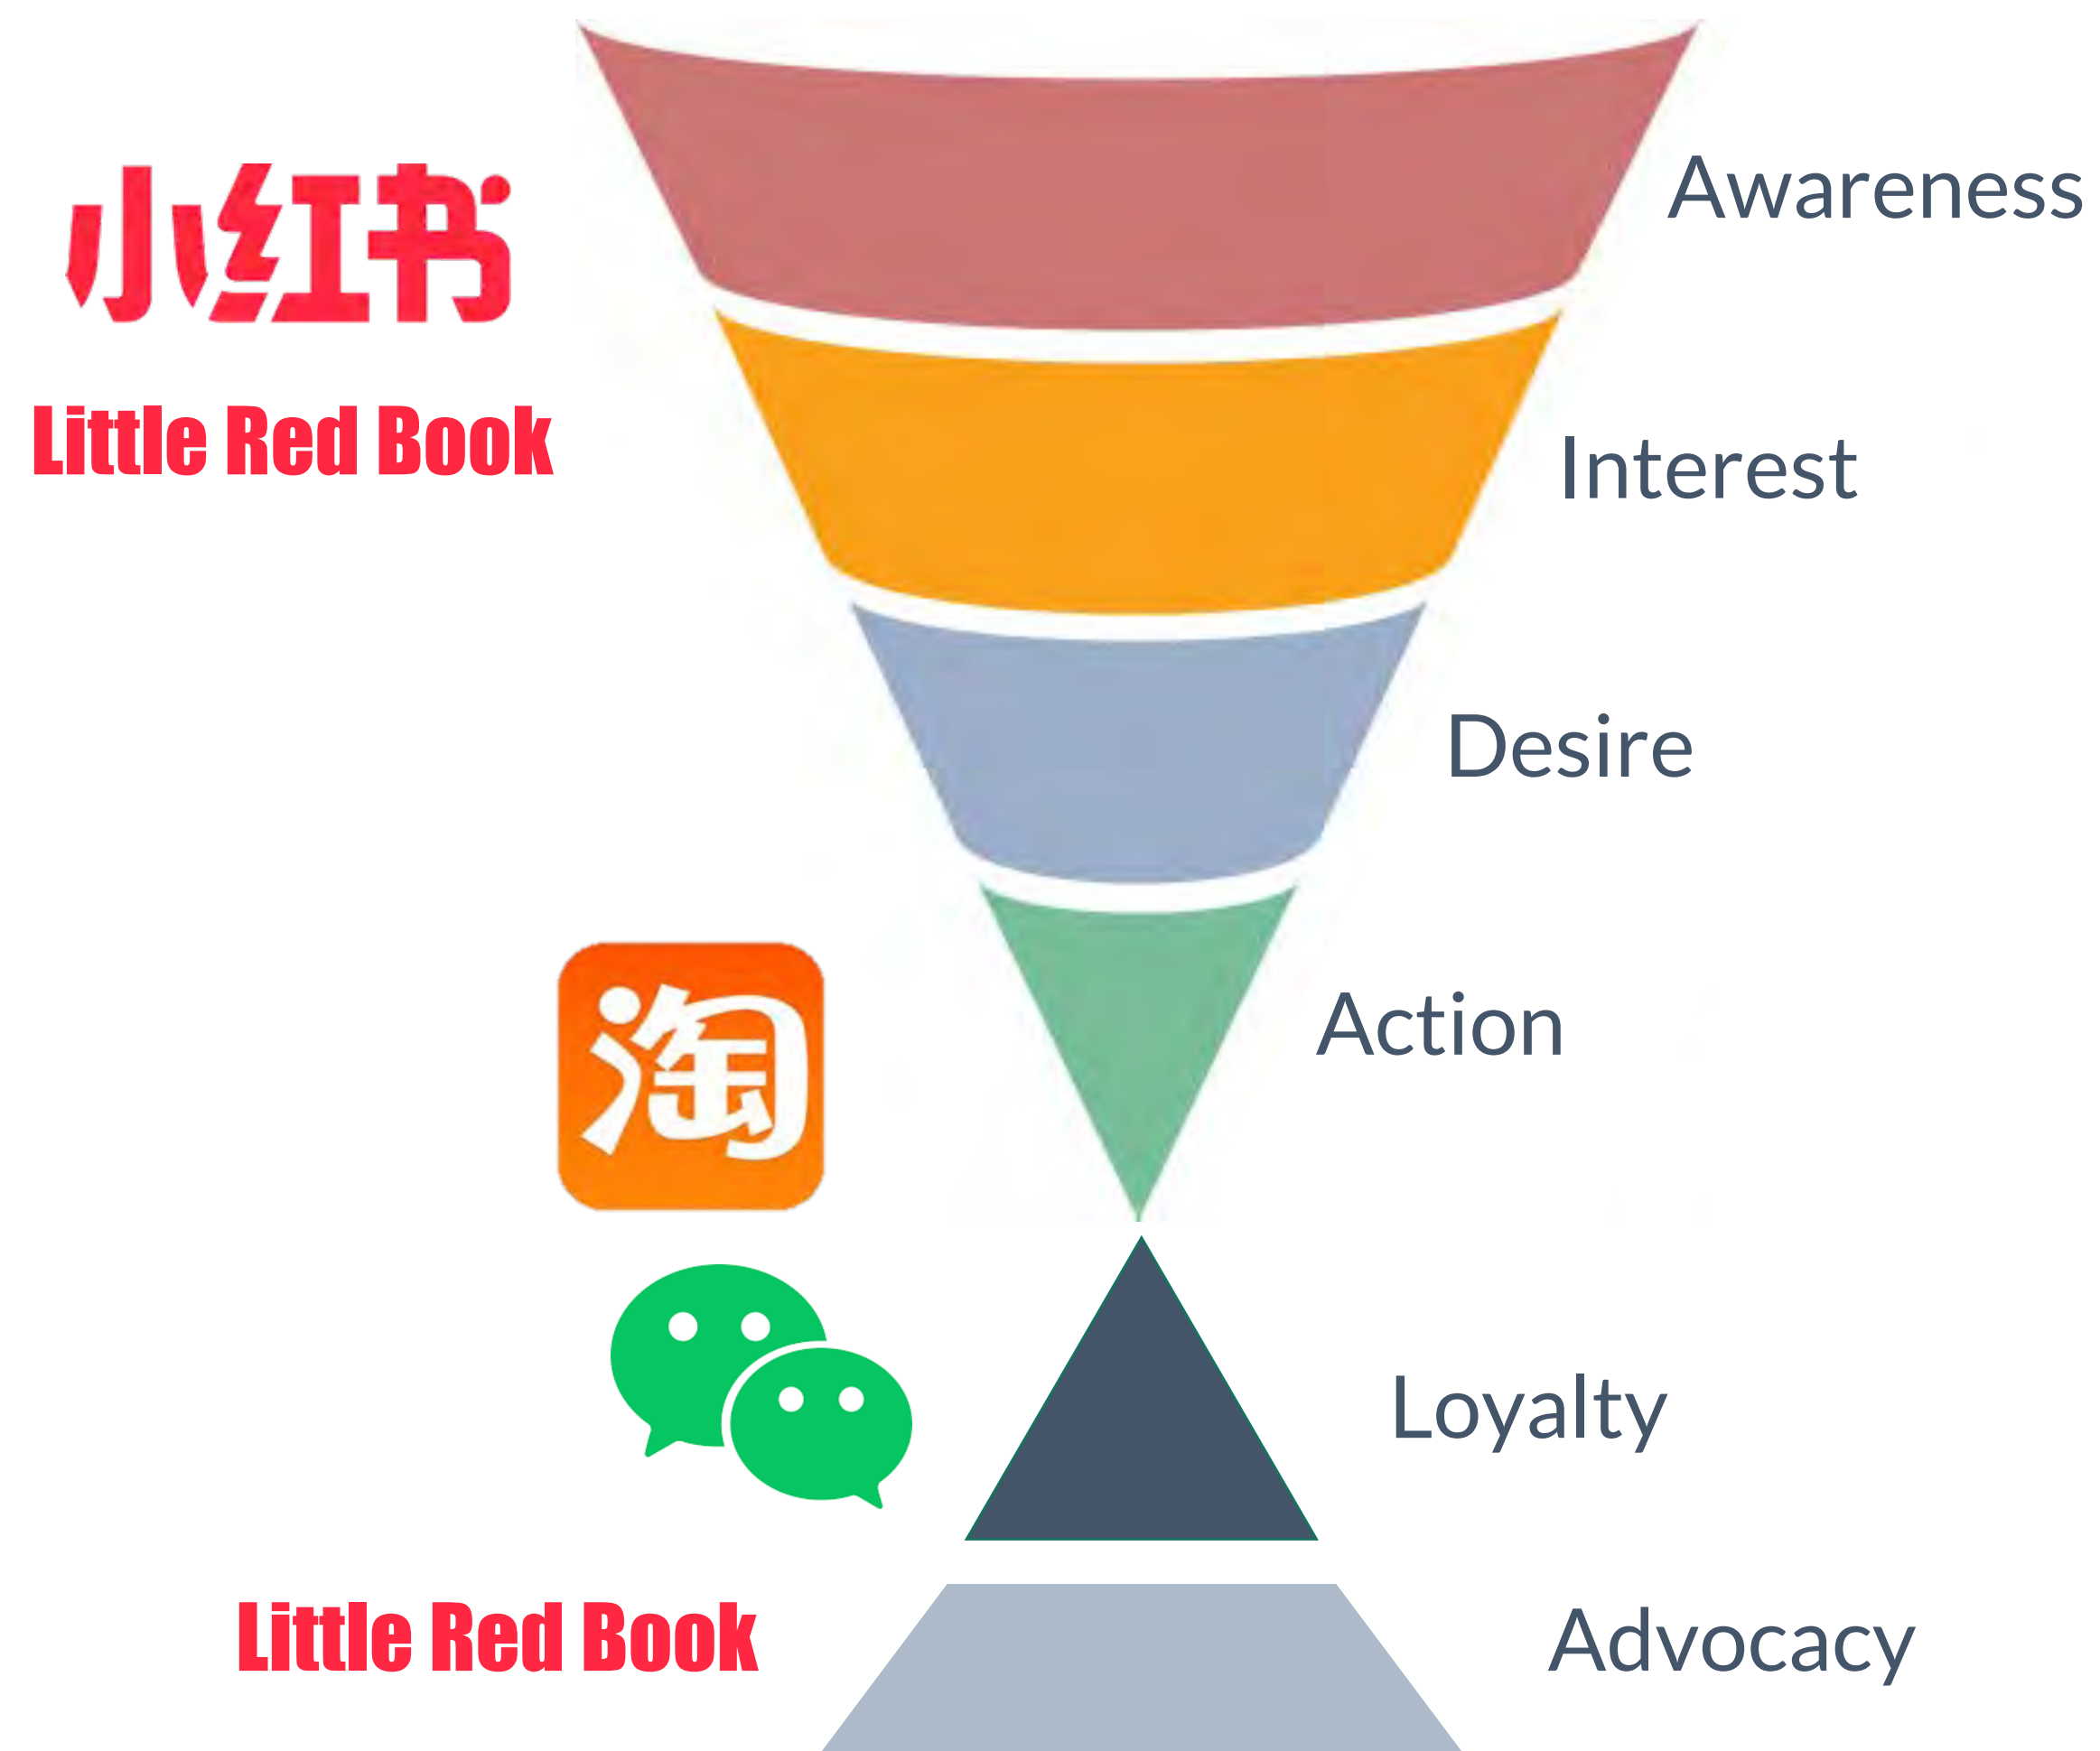 小红书
Awareness
Little Red Book
Interest
Desire
淘
Action
Loyalty
Little Red Book
Advocacy